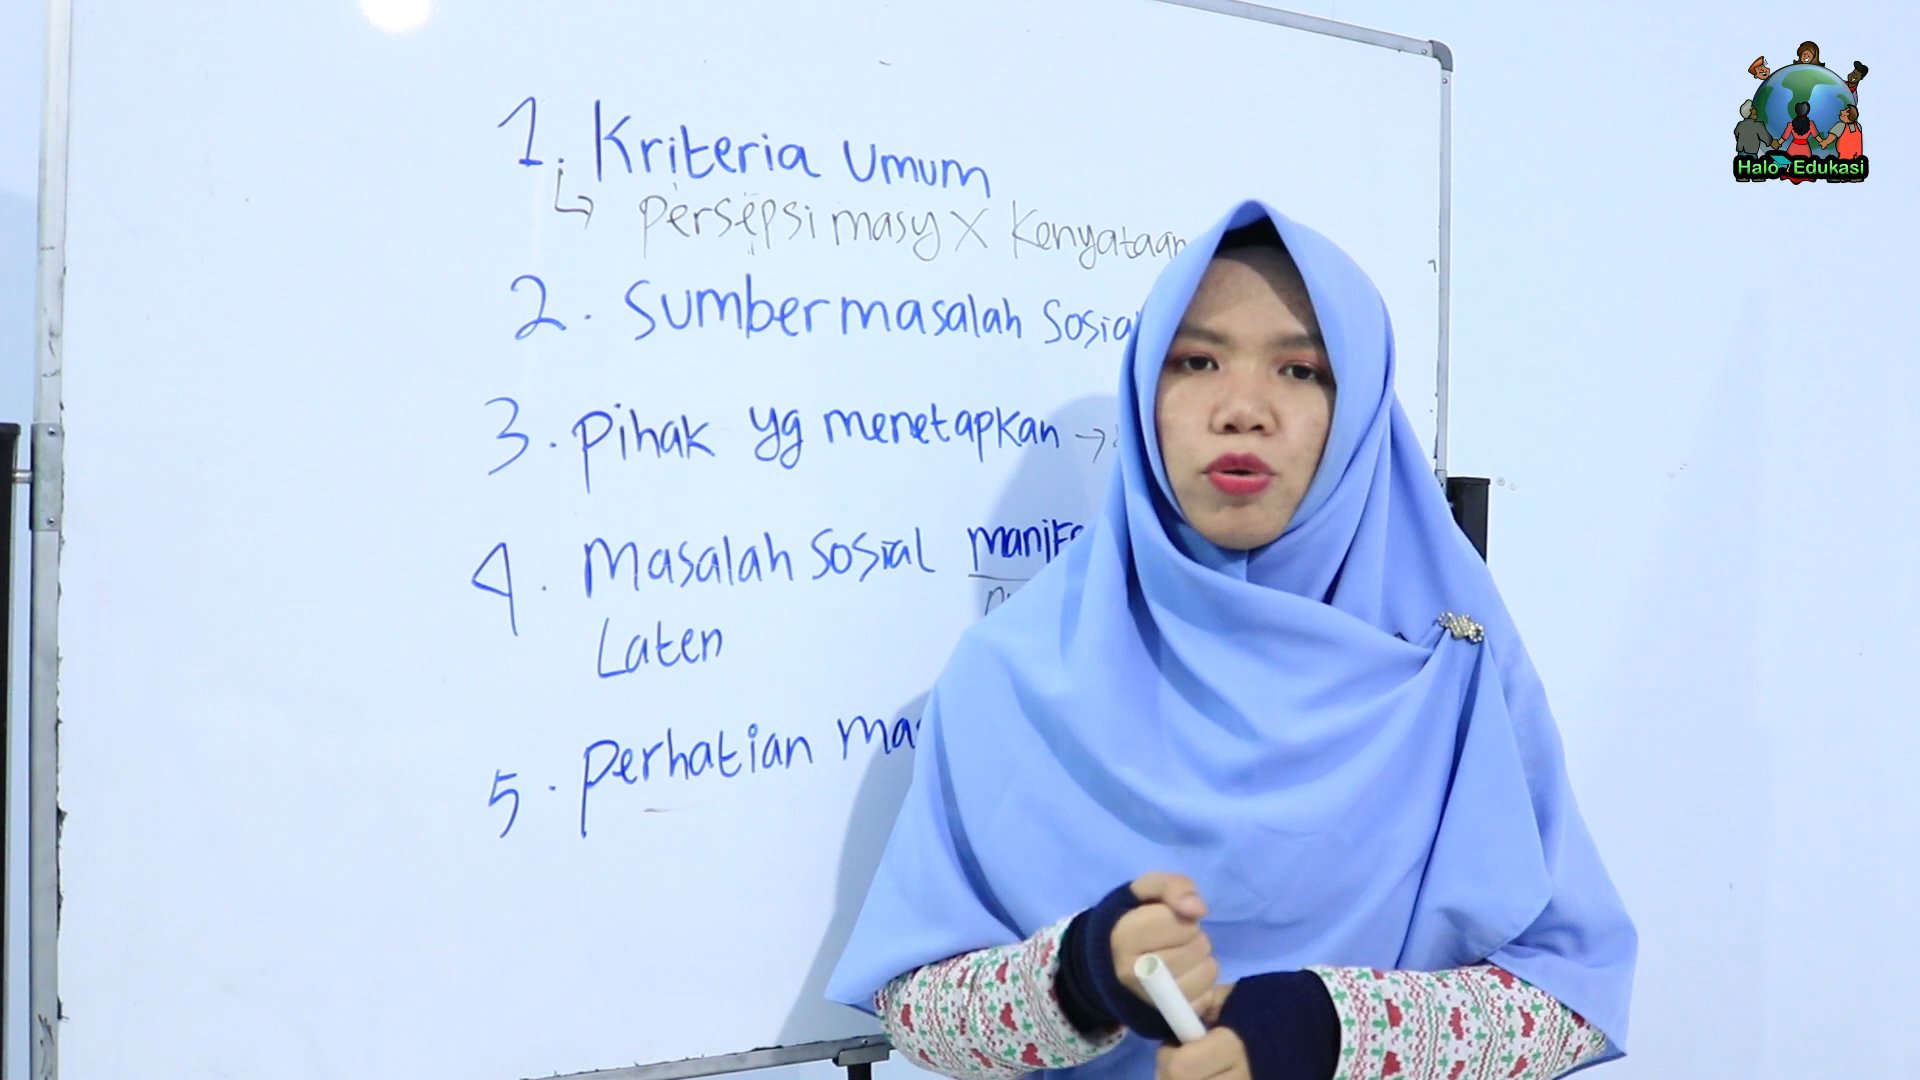 1. Kriteria Umum
↳ persepsi masy X Kenyataan
2. Sumber masalah Sosial
3. Pihak yg menetapkan →
4. Masalah Sosial
Laten
5. Perhatian
Halo Edukasi